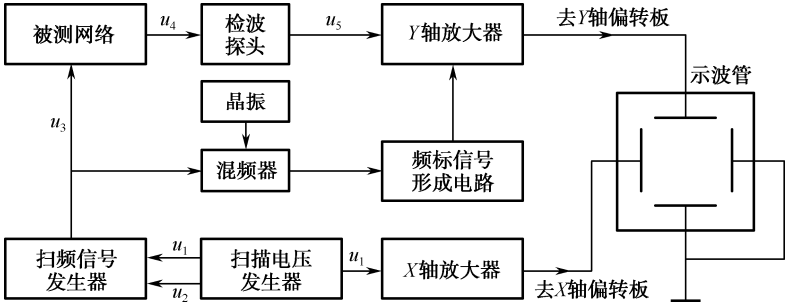 被测网络
u4
检波
探头
u5
Y轴放大器
去Y轴偏转板
示波管
晶振
u3
混频器
频标信号
形成电路
扫频信号
发生器
u1
u2
扫描电压
发生器
u1
X轴放大器
去X轴偏转板